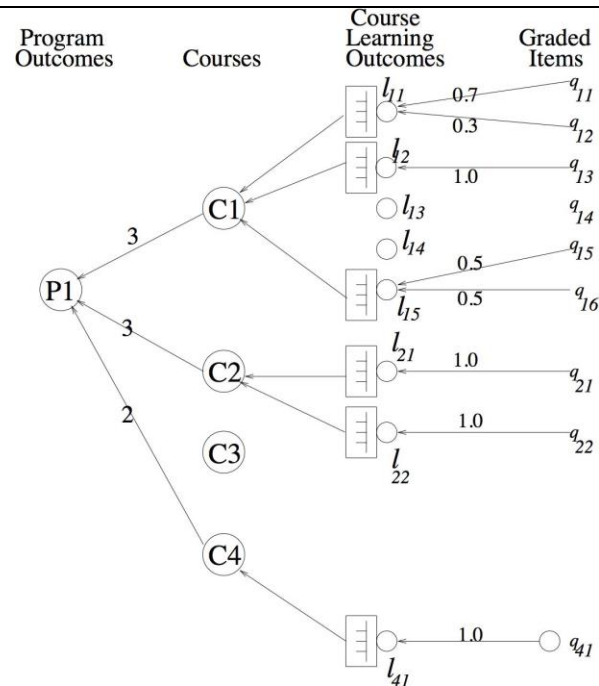 Program
Outcomes
Courses
Course
Learning
Outcomes
Graded
Items
l11
0.7
q11
0.3
q12
l12
1.0
q13
C1
l13
q14
l14
3
q15
0.5
P1
0.5
q16
l15
3
l21
C2
1.0
q21
2
1.0
q22
C3
l22
C4
1.0
q41
l41